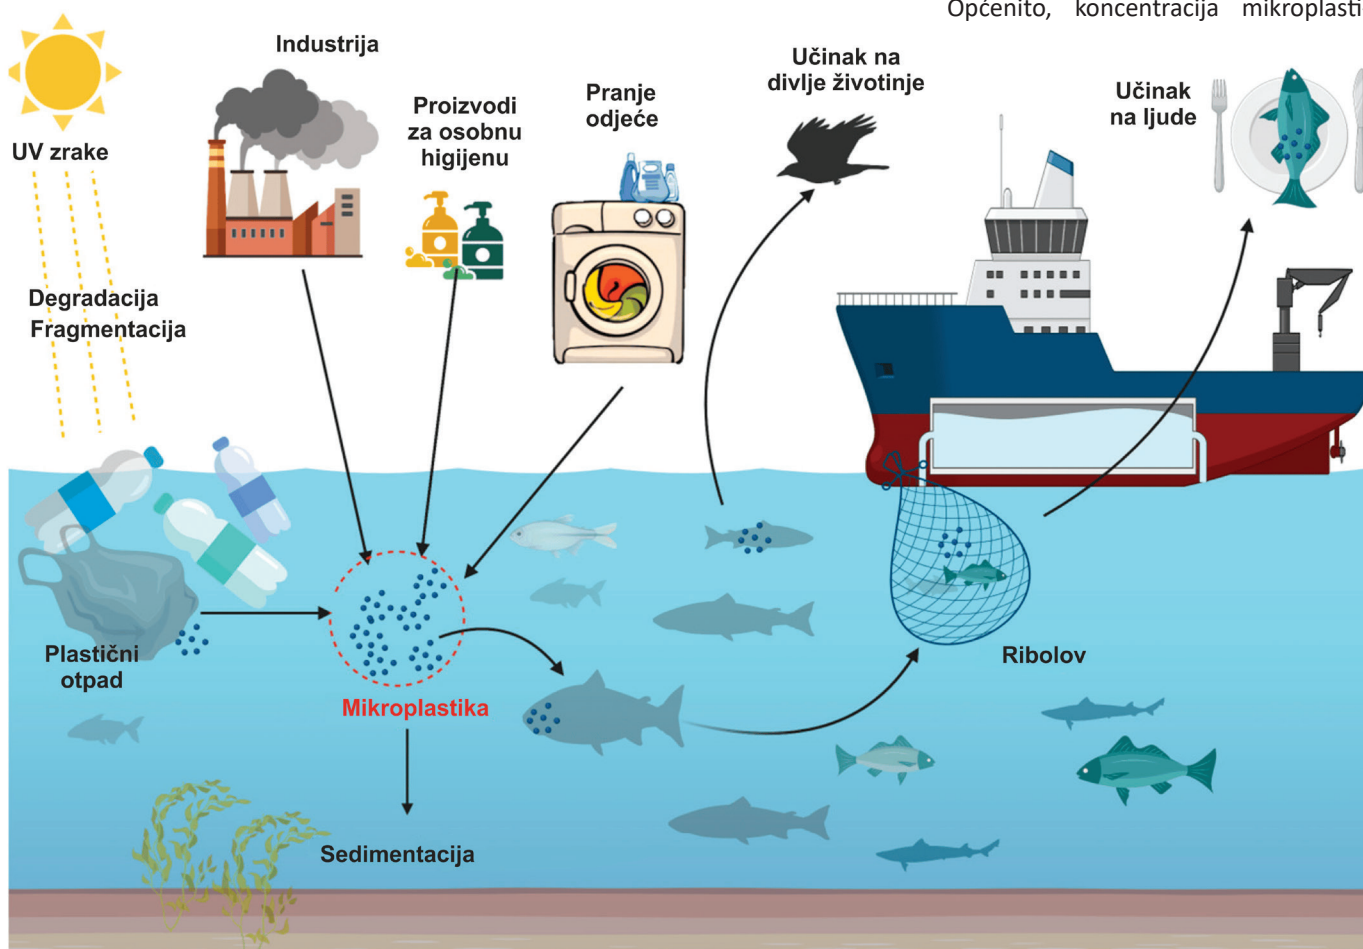 Općenito, koncentracija mikroplasti
Industrija
Proizvodi
za osobnu
higijenu
Pranje
odjeće
Učinak na
divlje životinje
Učinak
na ljude
UV zrake
Degradacija
Fragmentacija
Plastični
otpad
Mikroplastika
Ribolov
Sedimentacija